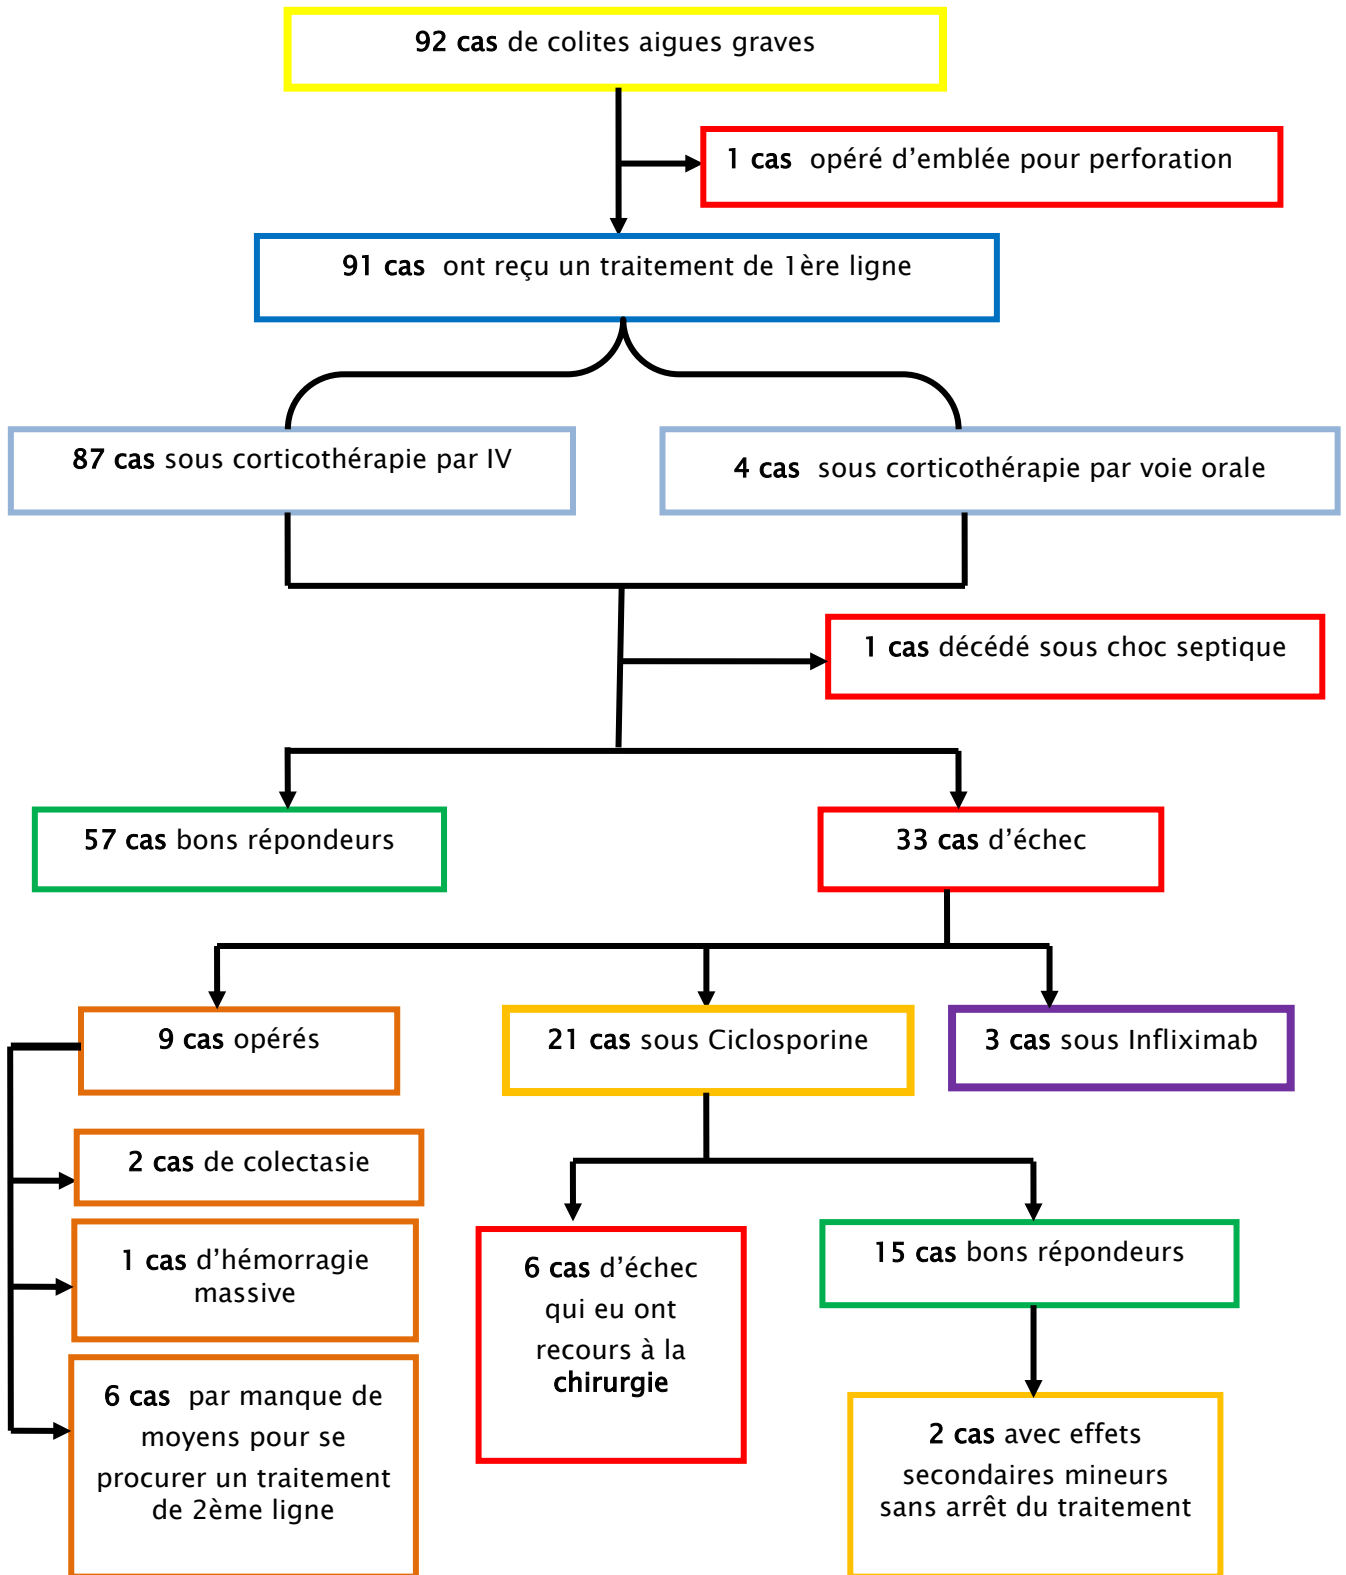 92 cas de colites aigues graves
1 cas opéré d’emblée pour perforation
91 cas ont reçu un traitement de 1ère ligne
87 cas sous corticothérapie par IV
4 cas sous corticothérapie par voie orale
1 cas décédé sous choc septique
57 cas bons répondeurs
33 cas d’échec
9 cas opérés
21 cas sous Ciclosporine
3 cas sous Infliximab
2 cas de colectasie
1 cas d’hémorragie
massive
6 cas par manque de
moyens pour se
procurer un traitement
de 2ème ligne
6 cas d’échec
qui eu ont
recours à la
chirurgie
15 cas bons répondeurs
2 cas avec effets
secondaires mineurs
sans arrêt du traitement